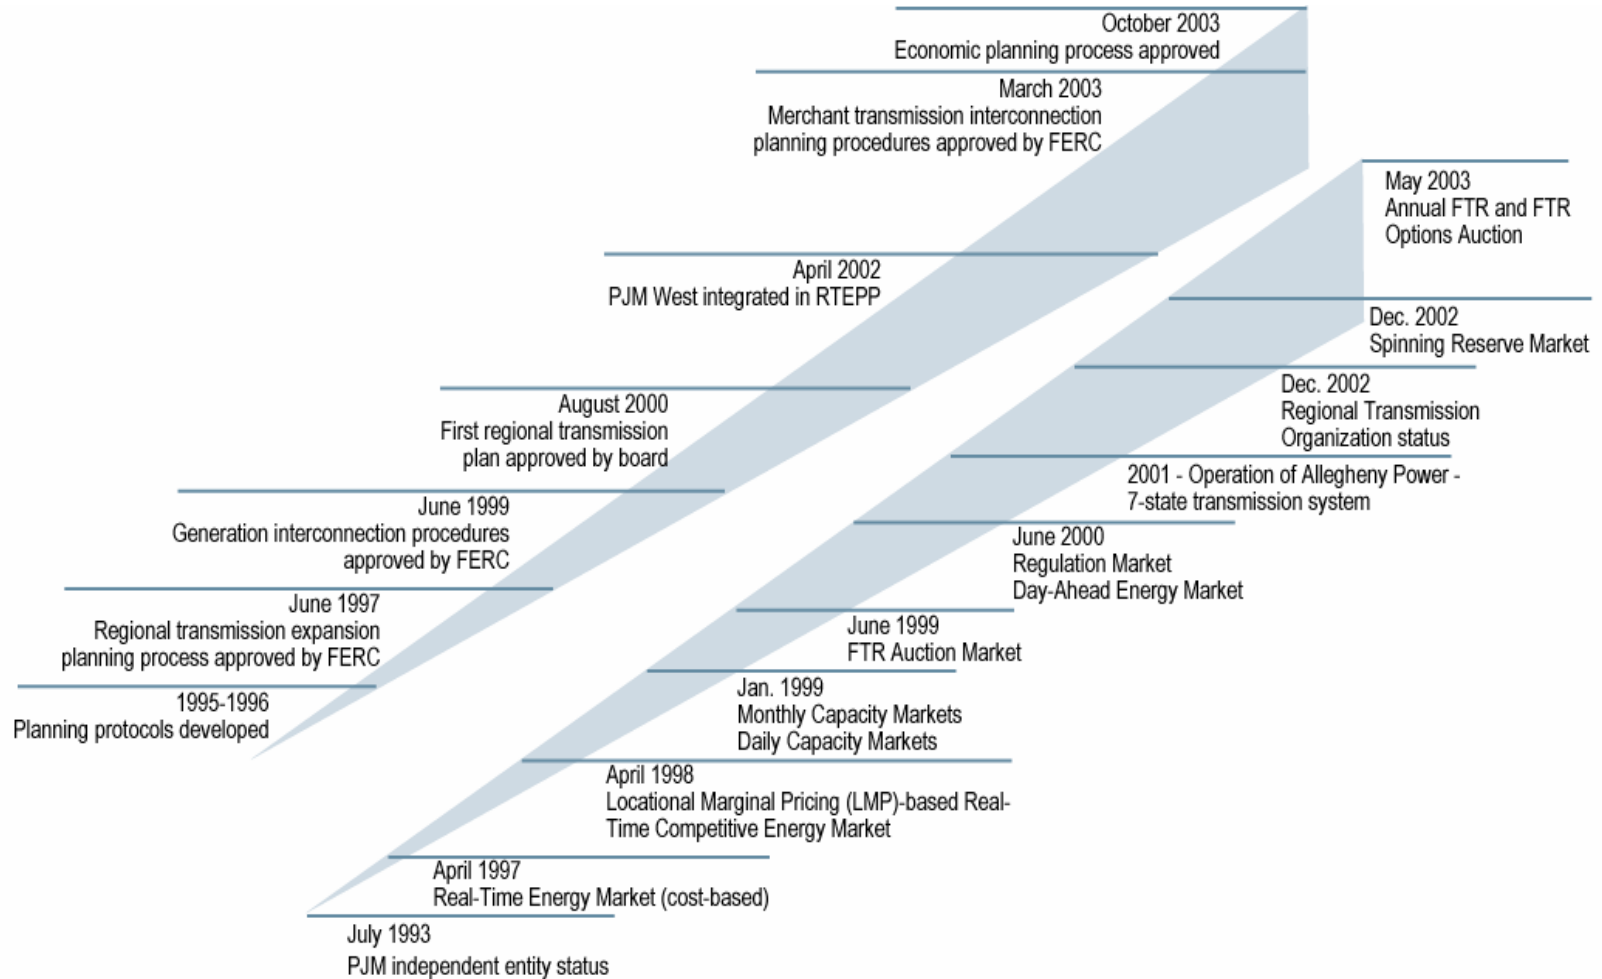 October 2003
Economic planning process approved
March 2003
Merchant transmission interconnection
planning procedures approved by FERC
April 2002
PJM West integrated in RTEPP
August 2000
First regional transmission
plan approved by board
June 1999
Generation interconnection procedures
approved by FERC
June 1997
Regional transmission expansion
planning process approved by FERC
1995-1996
Planning protocols developed
May 2003
Annual FTR and FTR
Options Auction
Dec. 2002
Spinning Reserve Market
Dec. 2002
Regional Transmission
Organization status
2001 - Operation of Allegheny Power -
7-state transmission system
June 2000
Regulation Market
Day-Ahead Energy Market
June 1999
FTR Auction Market
Jan. 1999
Monthly Capacity Markets
Daily Capacity Markets
April 1998
Locational Marginal Pricing (LMP)-based Real-
Time Competitive Energy Market
April 1997
Real-Time Energy Market (cost-based)
July 1993
PJM independent entity status